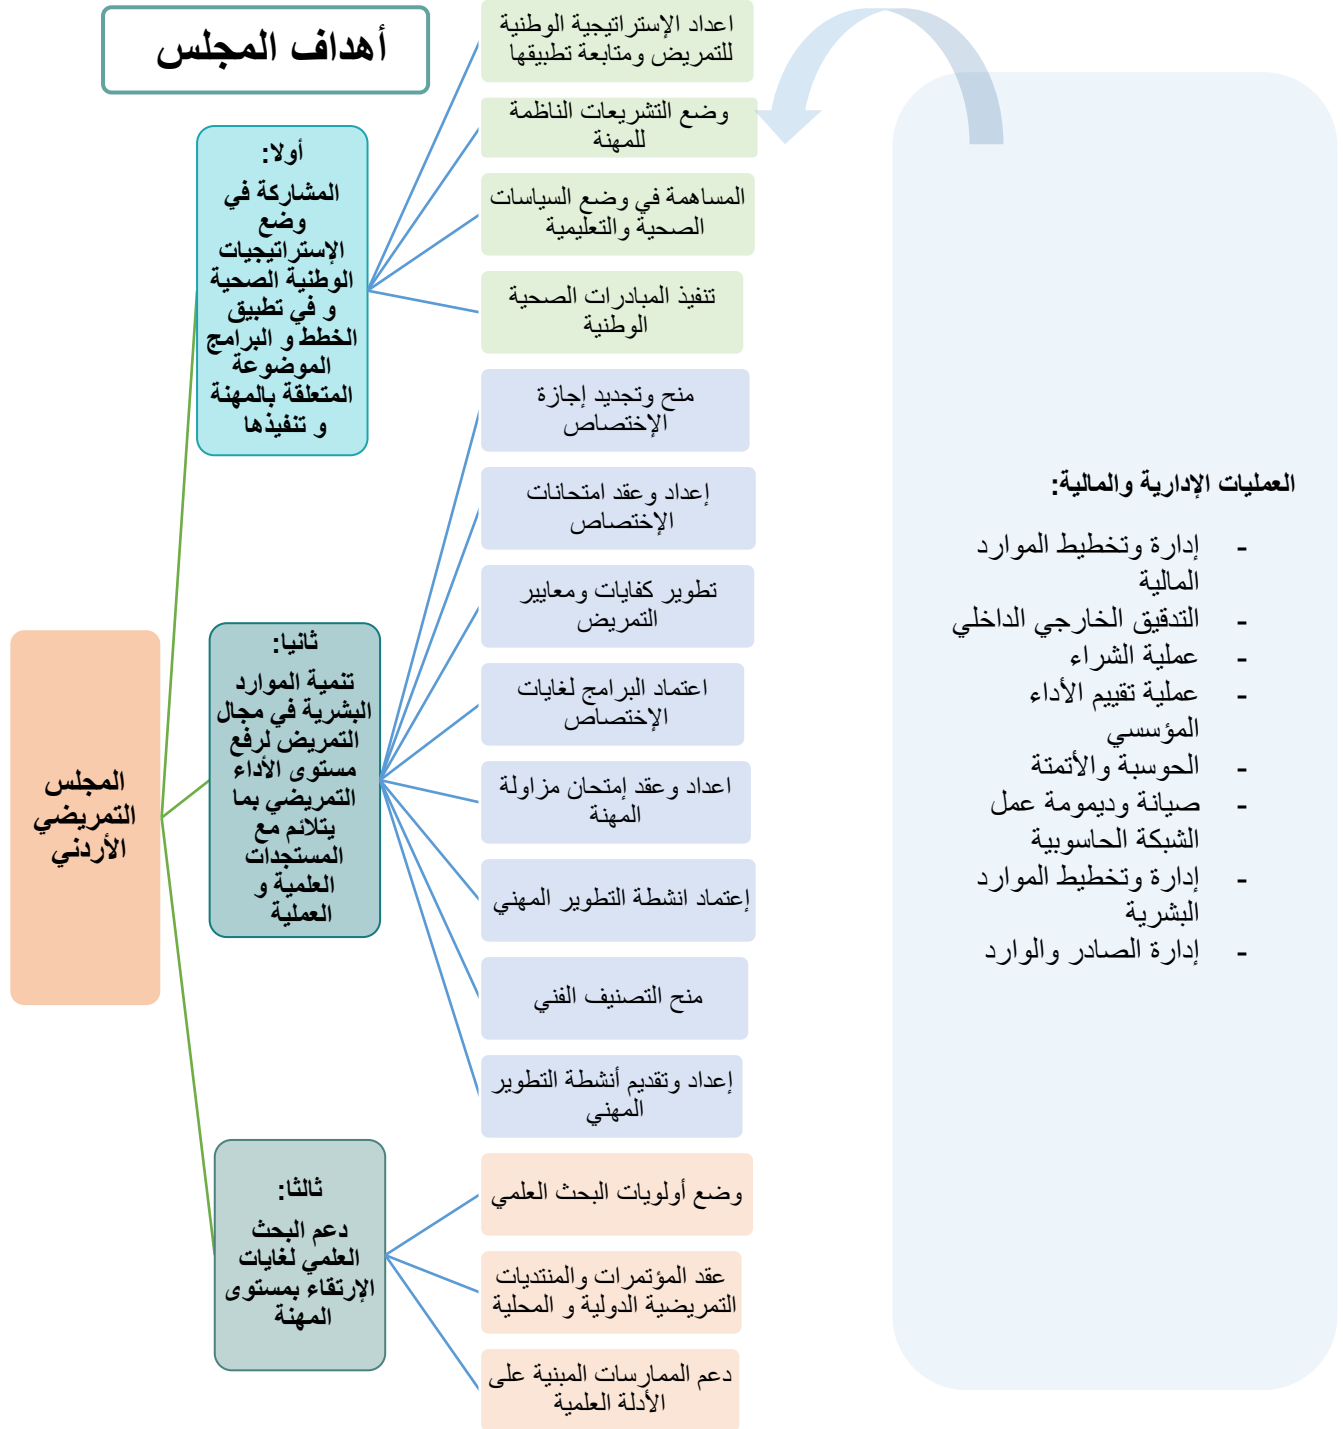 أهداف المجلس
المجلس
التمريضي
الأردني
أولا:
المشاركة في
وضع
الإستراتيجيات
الوطنية الصحية
و في تطبيق
الخطط و البرامج
الموضوعة
المتعلقة بالمهنة
و تنفيذها
اعداد الإستراتيجية الوطنية
للتمريض ومتابعة تطبيقها
وضع التشريعات الناظمة
للمهنة
المساهمة في وضع السياسات
الصحية والتعليمية
تنفيذ المبادرات الصحية
الوطنية
ثانيا:
تنمية الموارد
البشرية في مجال
التمريض لرفع
مستوى الأداء
التمريضي بما
يتلائم مع
المستجدات
العلمية و
العملية
منح وتجديد إجازة
الإختصاص
إعداد وعقد امتحانات
الإختصاص
تطوير كفايات ومعايير
التمريض
اعتماد البرامج لغايات
الإختصاص
اعداد وعقد إمتحان مزاولة
المهنة
إعتماد انشطة التطوير المهني
منح التصنيف الفني
إعداد وتقديم أنشطة التطوير
المهني
ثالثا:
دعم البحث
العلمي لغايات
الإرتقاء بمستوى
المهنة
وضع أولويات البحث العلمي
عقد المؤتمرات والمنتديات
التمريضية الدولية و المحلية
دعم الممارسات المبنية على
الأدلة العلمية
العمليات الإدارية والمالية:
- إدارة وتخطيط الموارد
المالية
- التدقيق الخارجي الداخلي
- عملية الشراء
- عملية تقييم الأداء
المؤسسي
- الحوسبة والأتمتة
- صيانة وديمومة عمل
الشبكة الحاسوبية
- إدارة وتخطيط الموارد
البشرية
- إدارة الصادر والوارد